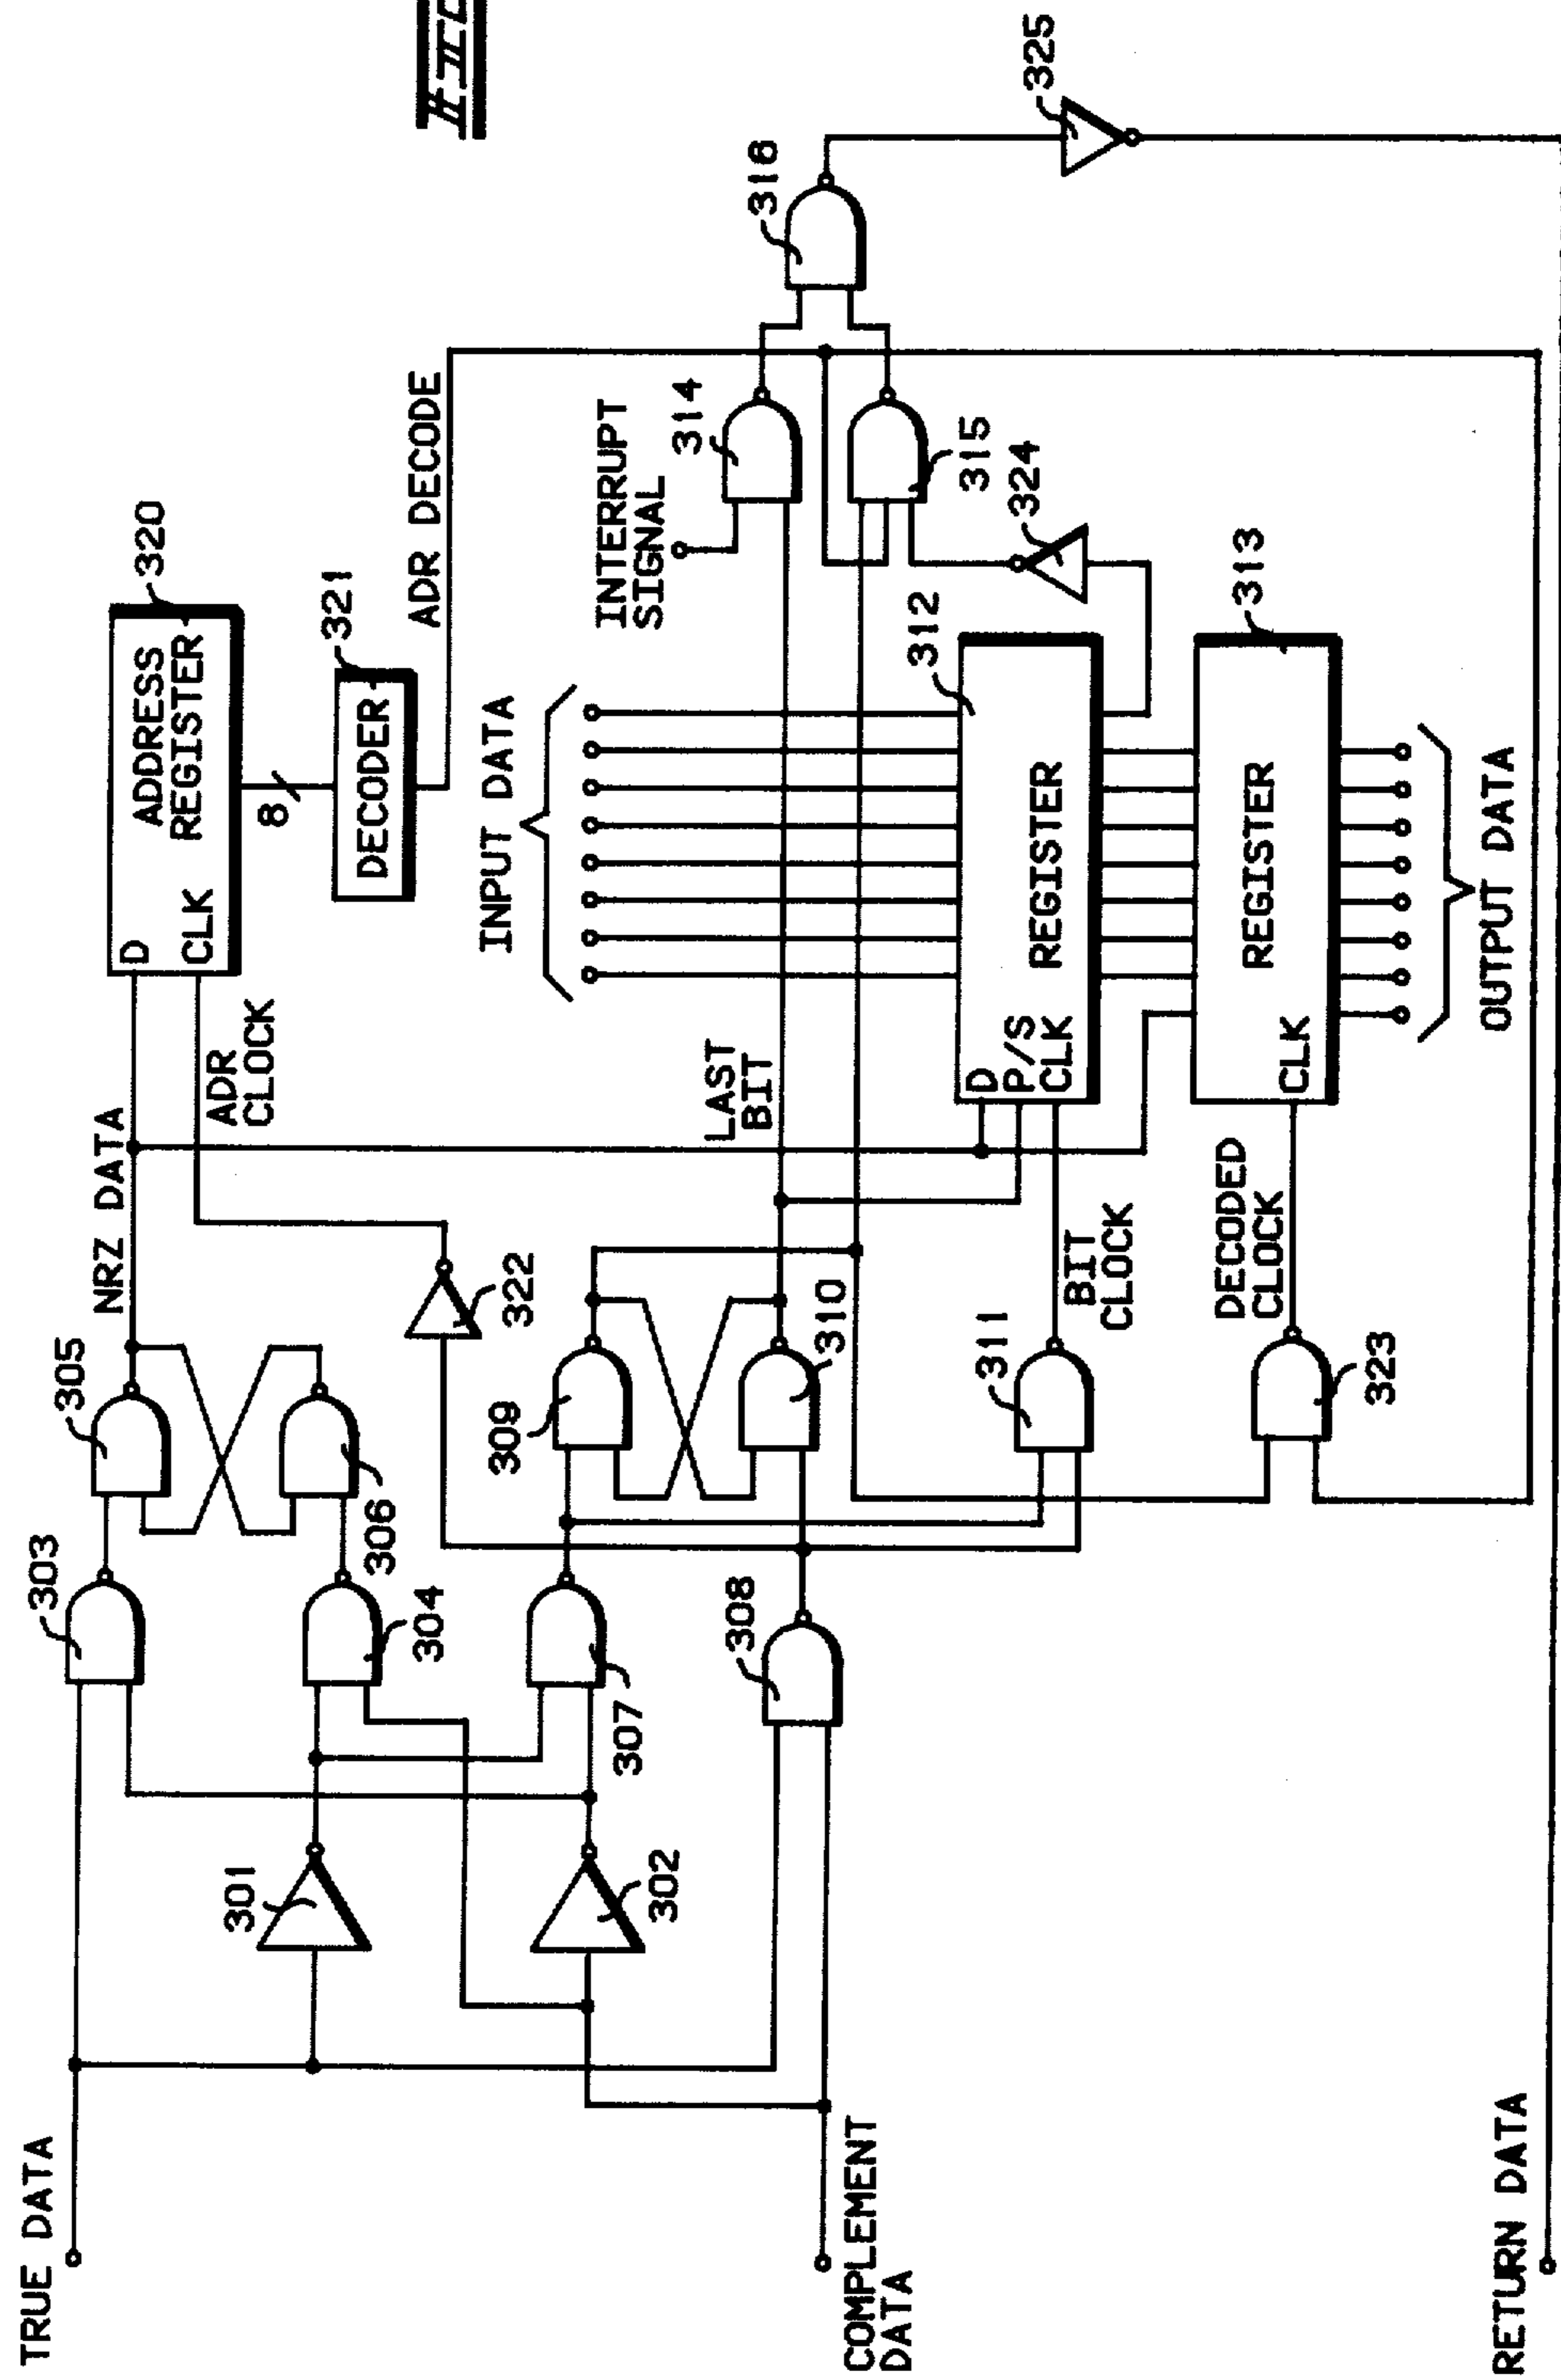 TRUE DATA
COMPLEMENT
DATA
RETURN DATA
301
302
303
304
305
306
307
308
309
310
311
NRZ DATA
ADR
CLOCK
322
LAST
BIT
BIT
CLOCK
DECODED
CLOCK
323
D
CLK
ADDRESS
REGISTER
320
8
DECODER
321
ADR DECODE
INPUT DATA
INTERRUPT
SIGNAL
314
315
316
324
325
D
P/S
CLK
REGISTER
312
CLK
REGISTER
313
OUTPUT DATA